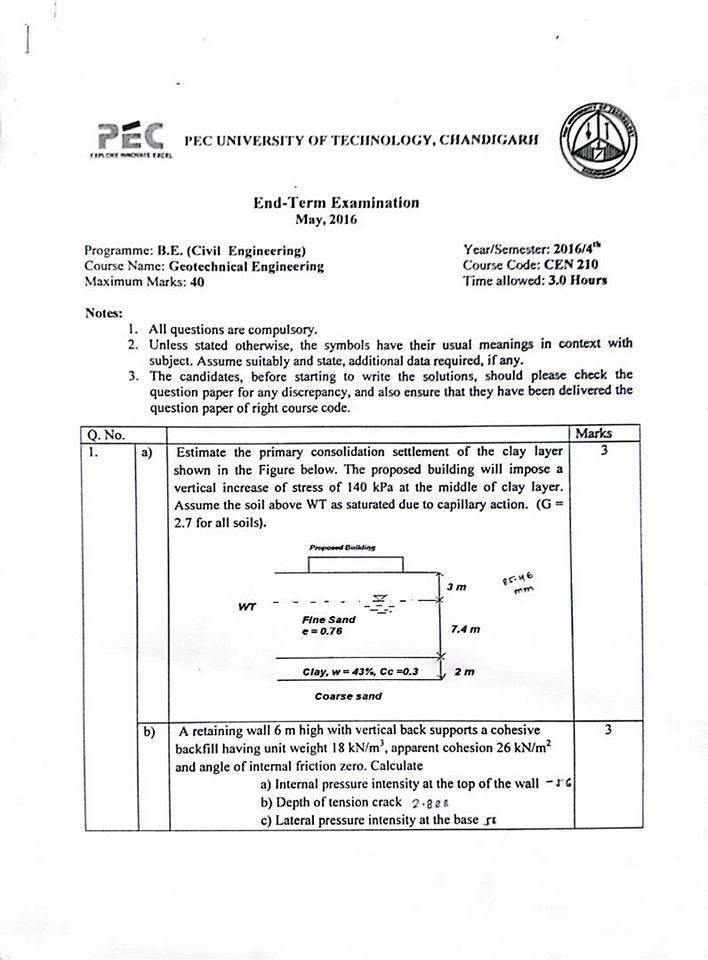 PEC
EXPLORE INNOVATE EXCEL
PEC UNIVERSITY OF TECHNOLOGY, CHANDIGARH
End-Term Examination
May, 2016
Programme: B.E. (Civil Engineering)
Year/Semester: 2016/4th
Course Name: Geotechnical Engineering
Course Code: CEN 210
Maximum Marks: 40
Time allowed: 3.0 Hours
Notes:
1. All questions are compulsory.
2. Unless stated otherwise, the symbols have their usual meanings in context with
subject. Assume suitably and state, additional data required, if any.
3. The candidates, before starting to write the solutions, should please check the
question paper for any discrepancy, and also ensure that they have been delivered the
question paper of right course code.
Q. No. Marks
1. a) Estimate the primary consolidation settlement of the clay layer 3
shown in the Figure below. The proposed building will impose a
vertical increase of stress of 140 kPa at the middle of clay layer.
Assume the soil above WT as saturated due to capillary action. (G =
2.7 for all soils).
Proposed Building
3 m
85.46
mm
WT
Fine Sand
e = 0.76
7.4 m
Clay, w = 43%, Cc =0.3
2 m
Coarse sand
b) A retaining wall 6 m high with vertical back supports a cohesive 3
backfill having unit weight 18 kN/m³, apparent cohesion 26 kN/m²
and angle of internal friction zero. Calculate
a) Internal pressure intensity at the top of the wall
b) Depth of tension crack 2.888
c) Lateral pressure intensity at the base